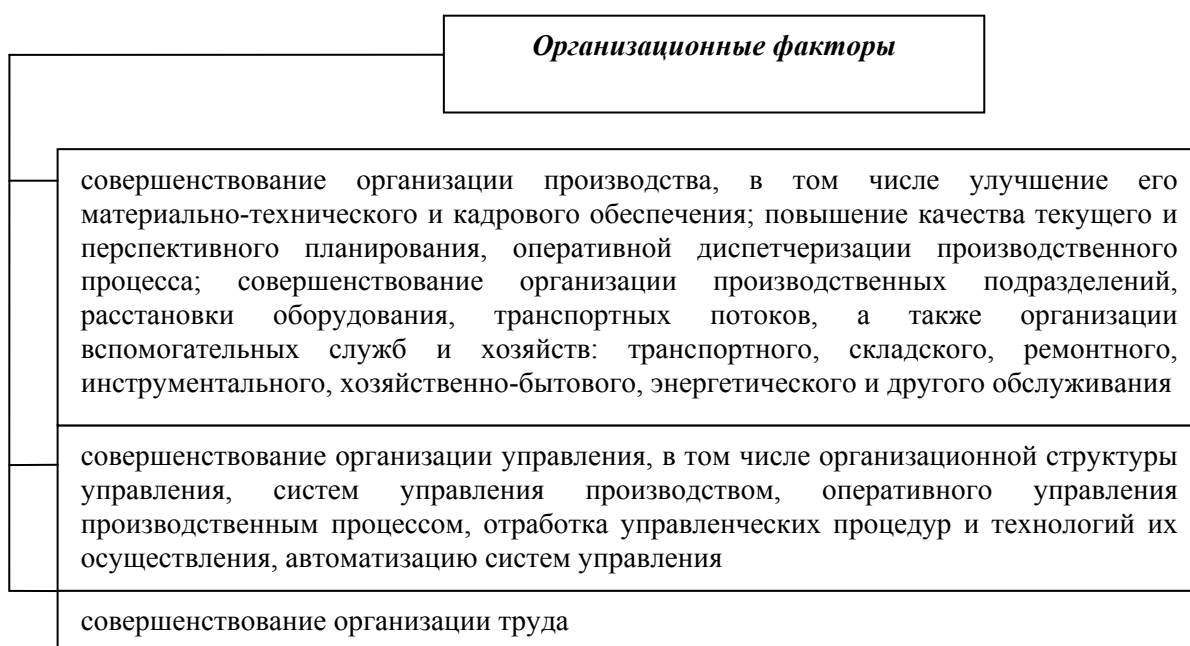 Организационные факторы
совершенствование организации производства, в том числе улучшение его
материально-технического и кадрового обеспечения; повышение качества текущего и
перспективного планирования, оперативной диспетчеризации производственного
процесса; совершенствование организации производственных подразделений,
расстановки оборудования, транспортных потоков, а также организации
вспомогательных служб и хозяйств: транспортного, складского, ремонтного,
инструментального, хозяйственно-бытового, энергетического и другого обслуживания
совершенствование организации управления, в том числе организационной структуры
управления, систем управления производством, оперативного управления
производственным процессом, отработка управленческих процедур и технологий их
осуществления, автоматизацию систем управления
совершенствование организации труда